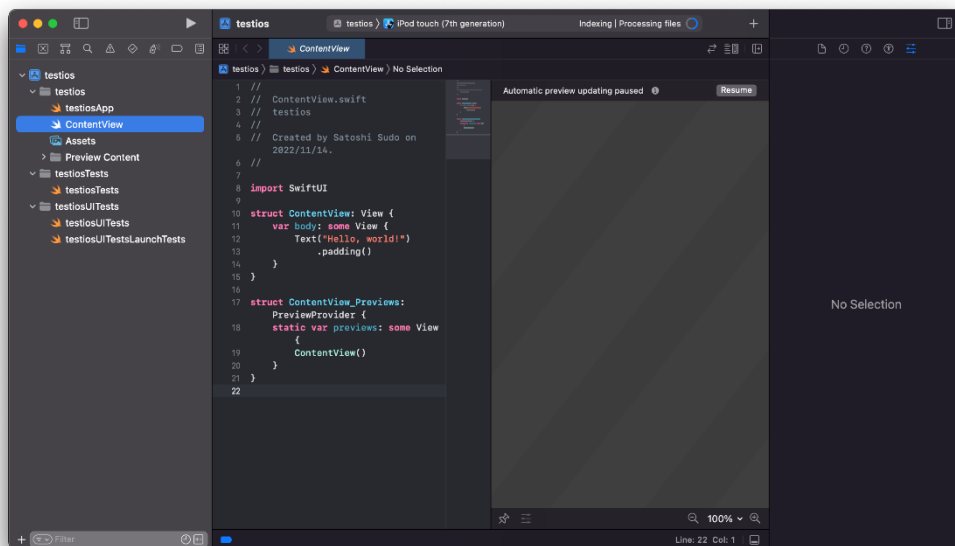 testios
testios 〉 iPod touch (7th generation)
Indexing | Processing files
ContentView
testios 〉 testios 〉 ContentView 〉 No Selection
testios
testios
testiosApp
ContentView
Assets
Preview Content
testiosTests
testiosTests
testiosUITests
testiosUITests
testiosUITestsLaunchTests
Filter
1 //
2 // ContentView.swift
3 // testios
4 //
5 // Created by Satoshi Sudo on
2022/11/14.
6 //
7
8 import SwiftUI
9
10 struct ContentView: View {
11 var body: some View {
12 Text("Hello, world!")
13 .padding()
14 }
15 }
16
17 struct ContentView_Previews:
PreviewProvider {
18 static var previews: some View
{
19 ContentView()
20 }
21 }
22
Automatic preview updating paused
Resume
100%
Line: 22 Col: 1
No Selection